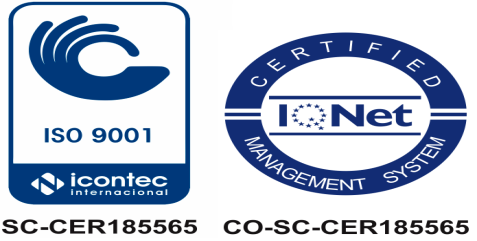 ISO 9001
icontec
internacional
SC-CER185565
CERTIFIED
IQNet
MANAGEMENT SYSTEM
CO-SC-CER185565